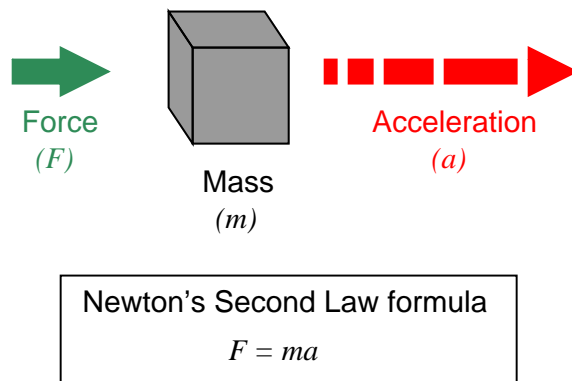 Force
(F)
Acceleration
(a)
Mass
(m)
Newton’s Second Law formula
F = ma